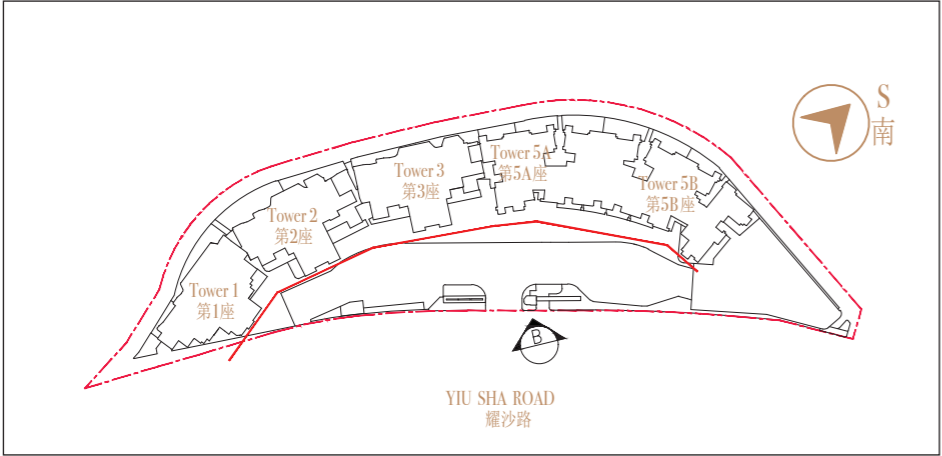 S
南
Tower 5A
第5A座
Tower 3
第3座
Tower 5B
第5B座
Tower 2
第2座
Tower 1
第1座
B
YIU SHA ROAD
耀沙路